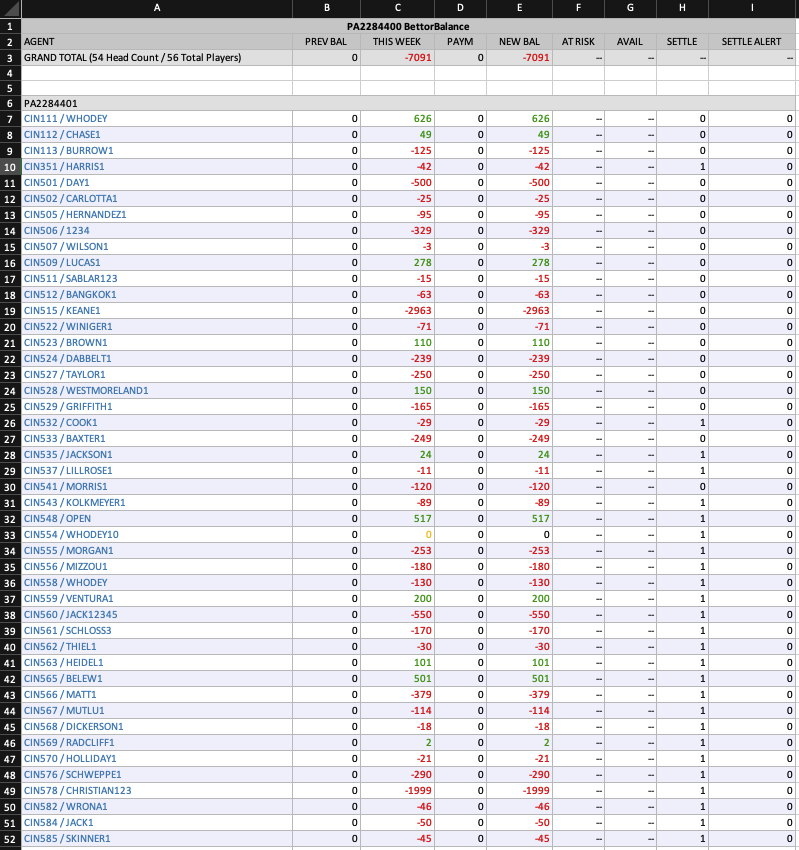 A B C D E F G H I
1 PA2284400 BettorBalance
2 AGENT PREV BAL THIS WEEK PAYM NEW BAL AT RISK AVAIL SETTLE SETTLE ALERT
3 GRAND TOTAL (54 Head Count / 56 Total Players) 0 -7091 0 -7091 -- -- -- --
4
5
6 PA2284401
7 CIN111 / WHODEY 0 626 0 626 -- -- 0 0
8 CIN112 / CHASE1 0 49 0 49 -- -- 0 0
9 CIN113 / BURROW1 0 -125 0 -125 -- -- 0 0
10 CIN351 / HARRIS1 0 -42 0 -42 -- -- 1 0
11 CIN501 / DAY1 0 -500 0 -500 -- -- 0 0
12 CIN502 / CARLOTTA1 0 -25 0 -25 -- -- 0 0
13 CIN505 / HERNANDEZ1 0 -95 0 -95 -- -- 0 0
14 CIN506 / 1234 0 -329 0 -329 -- -- 0 0
15 CIN507 / WILSON1 0 -3 0 -3 -- -- 0 0
16 CIN509 / LUCAS1 0 278 0 278 -- -- 0 0
17 CIN511 / SABLAR123 0 -15 0 -15 -- -- 0 0
18 CIN512 / BANGKOK1 0 -63 0 -63 -- -- 0 0
19 CIN515 / KEANE1 0 -2963 0 -2963 -- -- 0 0
20 CIN522 / WINIGER1 0 -71 0 -71 -- -- 0 0
21 CIN523 / BROWN1 0 110 0 110 -- -- 0 0
22 CIN524 / DABBELT1 0 -239 0 -239 -- -- 0 0
23 CIN527 / TAYLOR1 0 -250 0 -250 -- -- 0 0
24 CIN528 / WESTMORELAND1 0 150 0 150 -- -- 0 0
25 CIN529 / GRIFFITH1 0 -165 0 -165 -- -- 0 0
26 CIN532 / COOK1 0 -29 0 -29 -- -- 1 0
27 CIN533 / BAXTER1 0 -249 0 -249 -- -- 0 0
28 CIN535 / JACKSON1 0 24 0 24 -- -- 1 0
29 CIN537 / LILLROSE1 0 -11 0 -11 -- -- 1 0
30 CIN541 / MORRIS1 0 -120 0 -120 -- -- 0 0
31 CIN543 / KOLKMEYER1 0 -89 0 -89 -- -- 1 0
32 CIN548 / OPEN 0 517 0 517 -- -- 1 0
33 CIN554 / WHODEY10 0 0 0 0 -- -- 1 0
34 CIN555 / MORGAN1 0 -253 0 -253 -- -- 1 0
35 CIN556 / MIZZOU1 0 -180 0 -180 -- -- 1 0
36 CIN558 / WHODEY 0 -130 0 -130 -- -- 1 0
37 CIN559 / VENTURA1 0 200 0 200 -- -- 1 0
38 CIN560 / JACK12345 0 -550 0 -550 -- -- 1 0
39 CIN561 / SCHLOSS3 0 -170 0 -170 -- -- 1 0
40 CIN562 / THIEL1 0 -30 0 -30 -- -- 1 0
41 CIN563 / HEIDEL1 0 101 0 101 -- -- 1 0
42 CIN565 / BELEW1 0 501 0 501 -- -- 1 0
43 CIN566 / MATT1 0 -379 0 -379 -- -- 1 0
44 CIN567 / MUTLU1 0 -114 0 -114 -- -- 1 0
45 CIN568 / DICKERSON1 0 -18 0 -18 -- -- 1 0
46 CIN569 / RADCLIFF1 0 2 0 2 -- -- 1 0
47 CIN570 / HOLLIDAY1 0 -21 0 -21 -- -- 1 0
48 CIN576 / SCHWEPPE1 0 -290 0 -290 -- -- 1 0
49 CIN578 / CHRISTIAN123 0 -1999 0 -1999 -- -- 1 0
50 CIN582 / WRONA1 0 -46 0 -46 -- -- 1 0
51 CIN584 / JACK1 0 -50 0 -50 -- -- 1 0
52 CIN585 / SKINNER1 0 -45 0 -45 -- -- 1 0